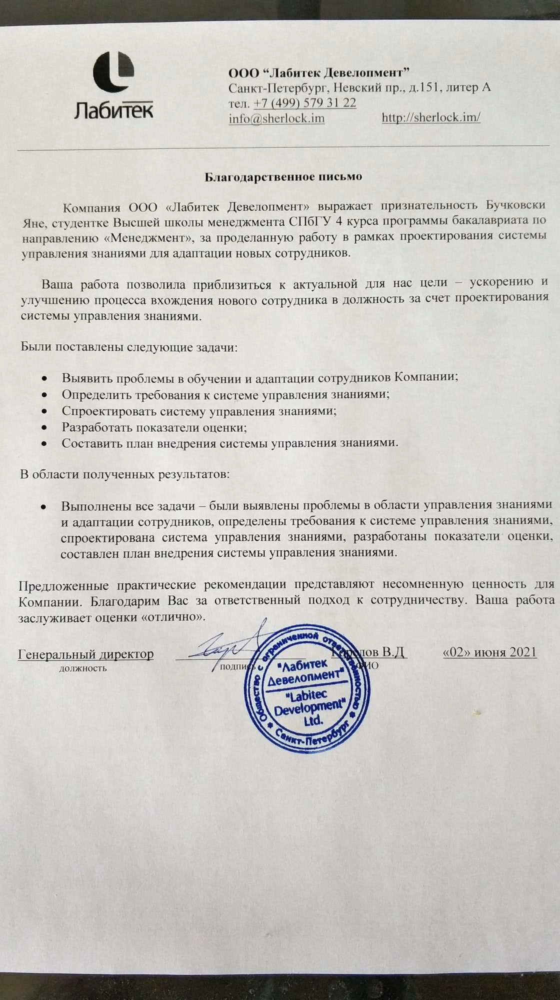 Лабитек
ООО “Лабитек Девелопмент”
Санкт-Петербург, Невский пр., д.151, литер А
тел. +7 (499) 579 31 22
info@sherlock.im http://sherlock.im/
Благодарственное письмо
Компания ООО «Лабитек Девелопмент» выражает признательность Бучковски
Яне, студентке Высшей школы менеджмента СПбГУ 4 курса программы бакалавриата по
направлению «Менеджмент», за проделанную работу в рамках проектирования системы
управления знаниями для адаптации новых сотрудников.
Ваша работа позволила приблизиться к актуальной для нас цели – ускорению и
улучшению процесса вхождения нового сотрудника в должность за счет проектирования
системы управления знаниями.
Были поставлены следующие задачи:
• Выявить проблемы в обучении и адаптации сотрудников Компании;
• Определить требования к системе управления знаниями;
• Спроектировать систему управления знаниями;
• Разработать показатели оценки;
• Составить план внедрения системы управления знаниями.
В области полученных результатов:
• Выполнены все задачи – были выявлены проблемы в области управления знаниями
и адаптации сотрудников, определены требования к системе управления знаниями,
спроектирована система управления знаниями, разработаны показатели оценки,
составлен план внедрения системы управления знаниями.
Предложенные практические рекомендации представляют несомненную ценность для
Компании. Благодарим Вас за ответственный подход к сотрудничеству. Ваша работа
заслуживает оценки «отлично».
Генеральный директор В.Д «02» июня 2021
должность подпись ФИО
Общество с ограниченной ответственностью
"Лабитек
Девелопмент"
"Labitec
Development"
Ltd.
* Санкт-Петербург *